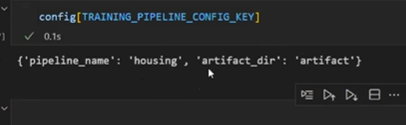 config[TRAINING_PIPELINE_CONFIG_KEY]
0.1s
{'pipeline_name': 'housing', 'artifact_dir': 'artifact'}